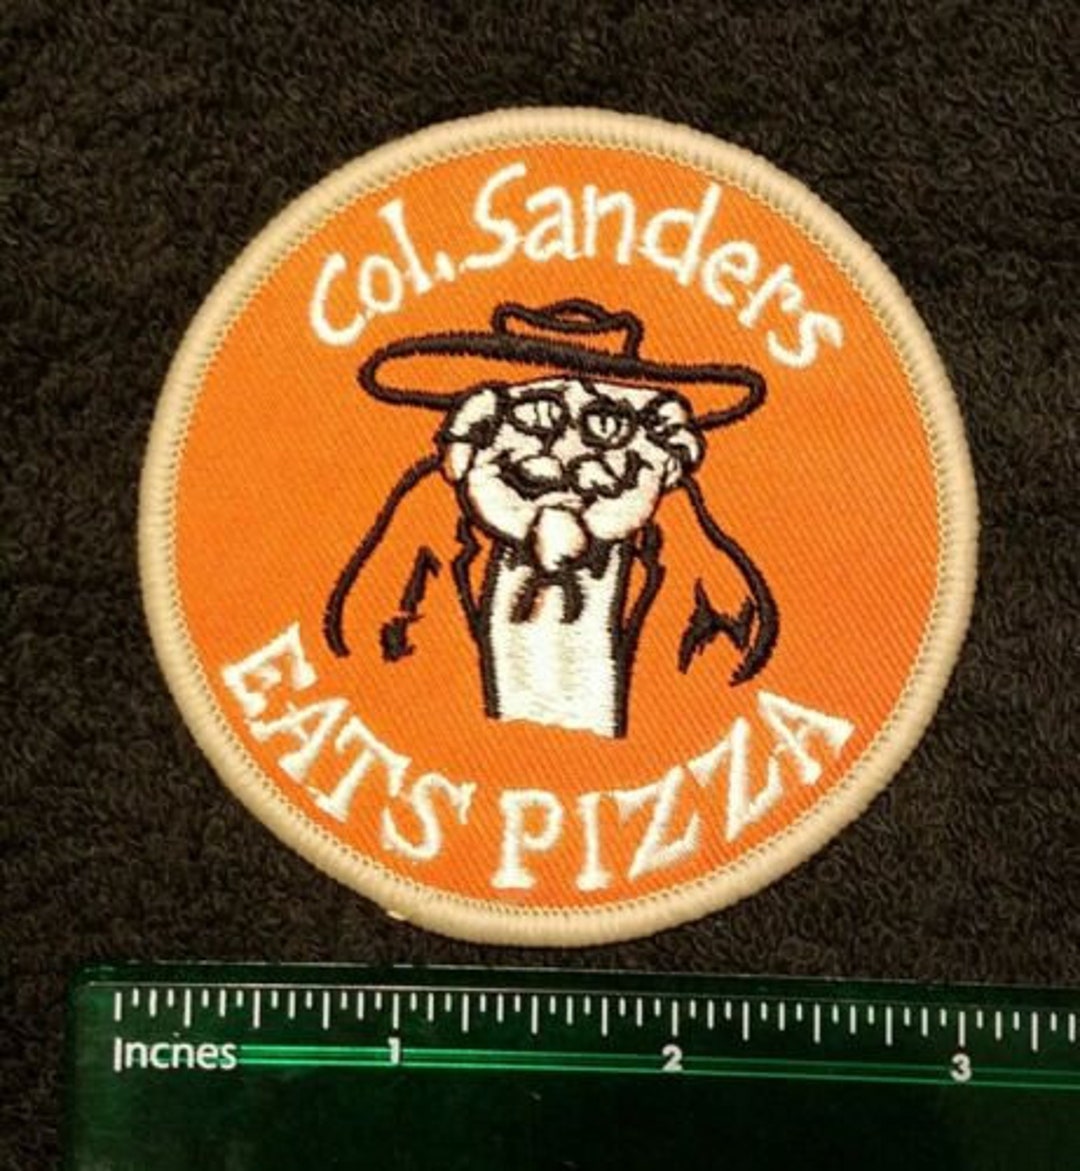 Col. Sanders
EATS PIZZA
Incnes
1 2 3